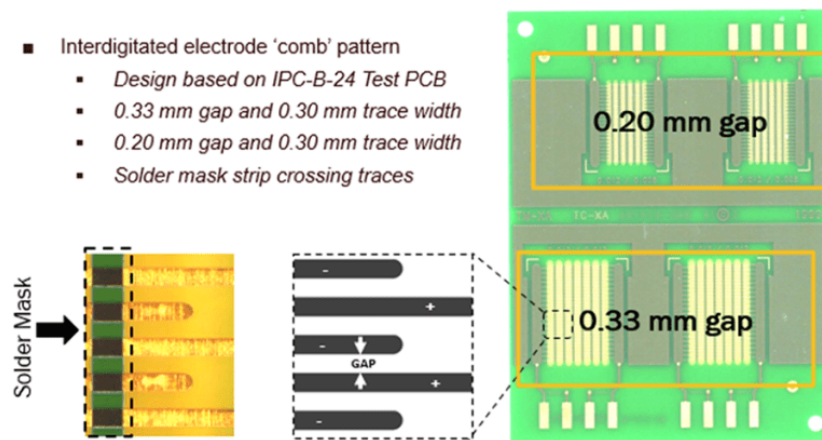 Interdigitated electrode 'comb' pattern
Design based on IPC-B-24 Test PCB
0.33 mm gap and 0.30 mm trace width
0.20 mm gap and 0.30 mm trace width
Solder mask strip crossing traces
0.20 mm gap
TC-XA
0.33 mm gap
Solder Mask
-
+
-
GAP
+
-